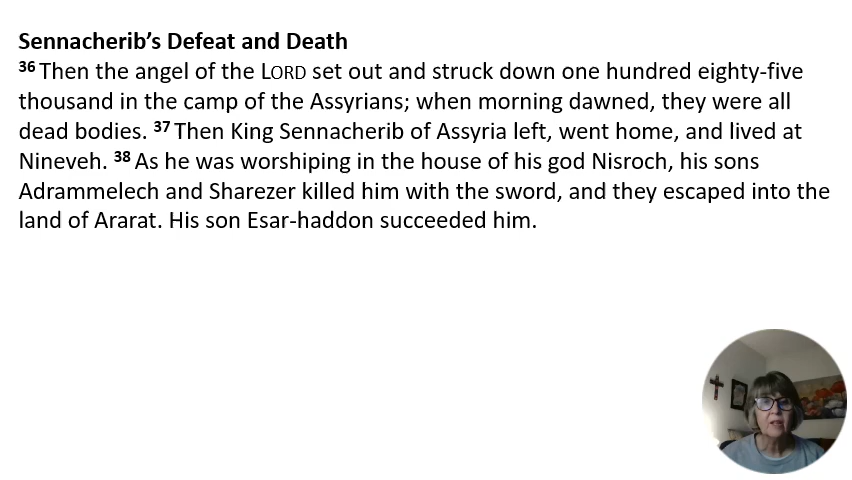 Sennacherib’s Defeat and Death
36 Then the angel of the LORD set out and struck down one hundred eighty-five
thousand in the camp of the Assyrians; when morning dawned, they were all
dead bodies. 37 Then King Sennacherib of Assyria left, went home, and lived at
Nineveh. 38 As he was worshiping in the house of his god Nisroch, his sons
Adrammelech and Sharezer killed him with the sword, and they escaped into the
land of Ararat. His son Esar-haddon succeeded him.